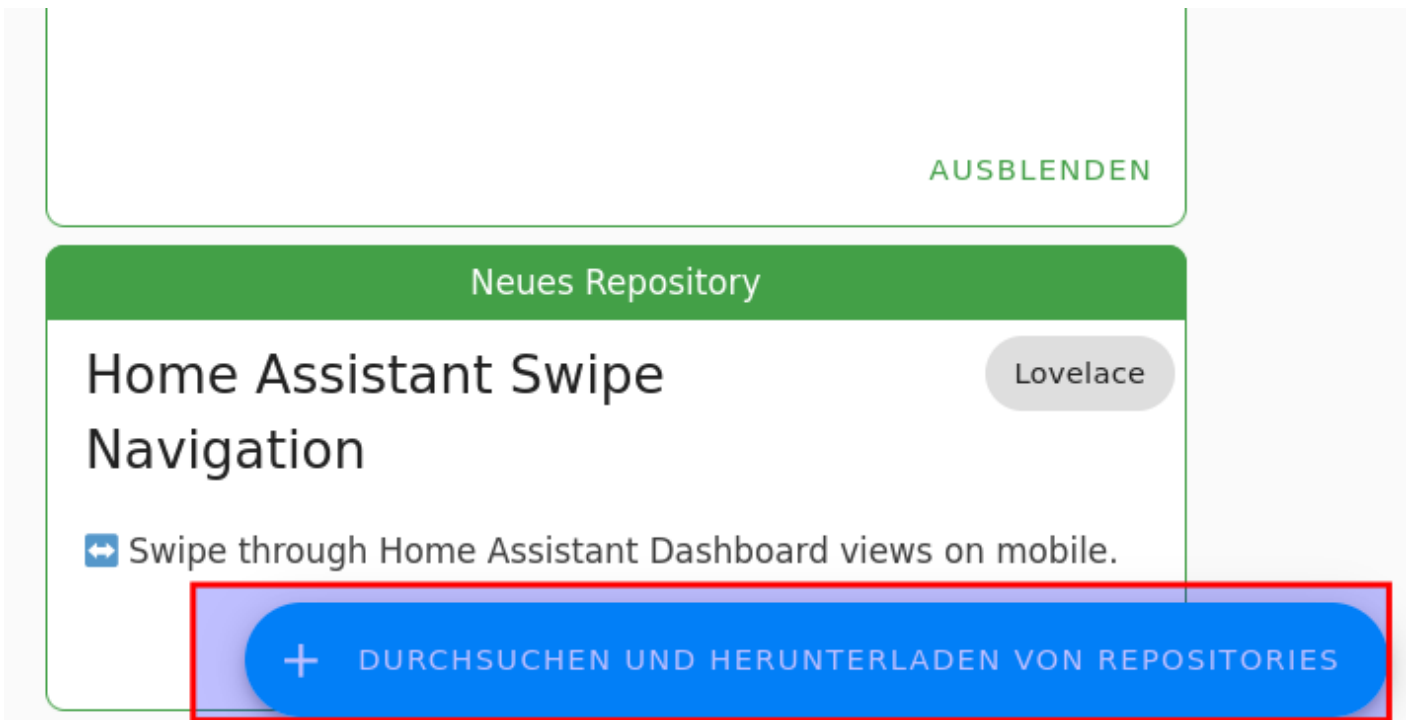 AUSBLENDEN
Neues Repository
Home Assistant Swipe
Navigation
Lovelace
↔️ Swipe through Home Assistant Dashboard views on mobile.
+ DURCHSUCHEN UND HERUNTERLADEN VON REPOSITORIES